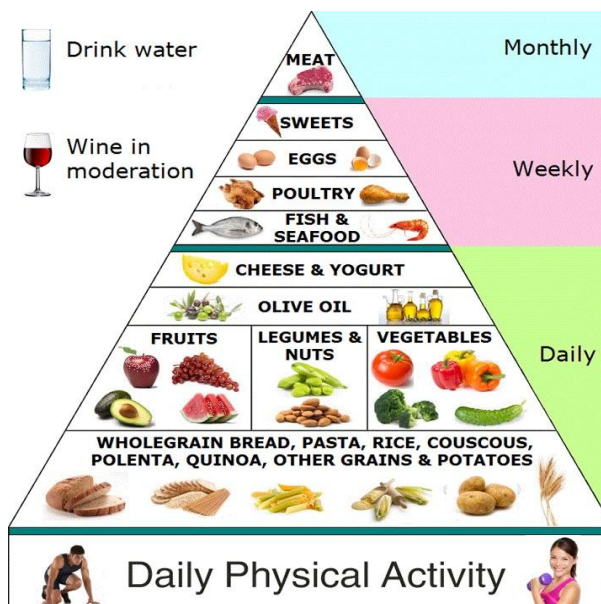 Drink water
Monthly
MEAT
Wine in
moderation
SWEETS
EGGS
Weekly
POULTRY
FISH &
SEAFOOD
CHEESE & YOGURT
OLIVE OIL
FRUITS
LEGUMES &
NUTS
VEGETABLES
Daily
WHOLEGRAIN BREAD, PASTA, RICE, COUSCOUS,
POLENTA, QUINOA, OTHER GRAINS & POTATOES
Daily Physical Activity